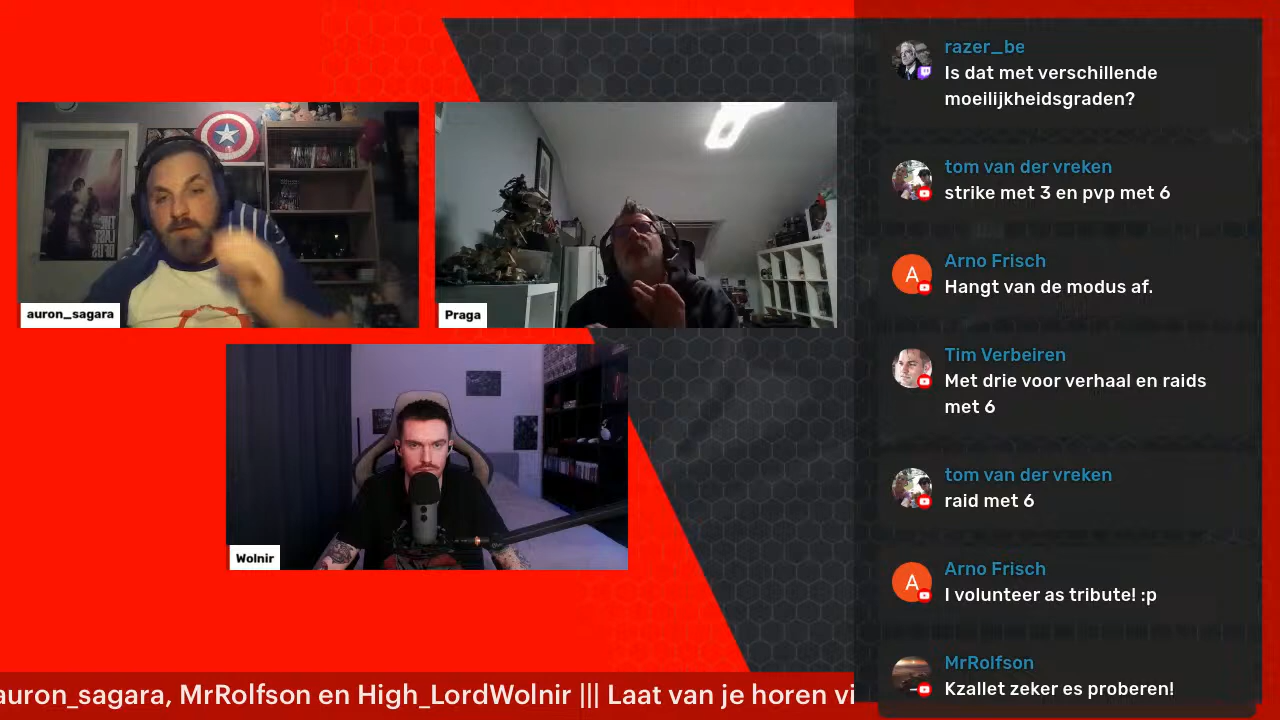 auron_sagara
Praga
Wolnir
auron_sagara, MrRolfson en High_LordWolnir ||| Laat van je horen vi
razer_be
Is dat met verschillende
moeilijkheidsgraden?
tom van der vreken
strike met 3 en pvp met 6
A
Arno Frisch
Hangt van de modus af.
Tim Verbeiren
Met drie voor verhaal en raids
met 6
tom van der vreken
raid met 6
A
Arno Frisch
I volunteer as tribute! :p
MrRolfson
Kzallet zeker es proberen!